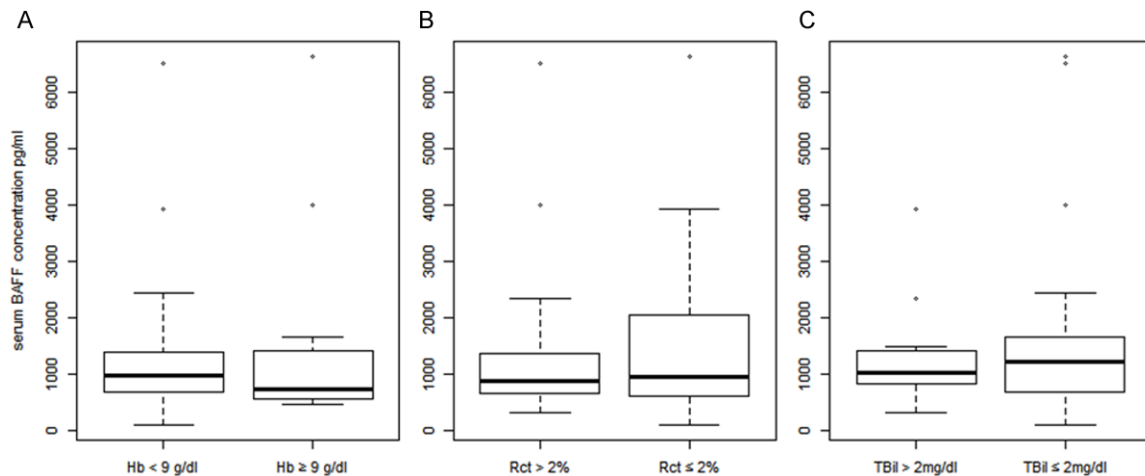 A
B
C
serum BAFF concentration pg/ml
6000
5000
4000
3000
2000
1000
0
Hb < 9 g/dl
Hb ≥ 9 g/dl
6000
5000
4000
3000
2000
1000
0
Rct > 2%
Rct ≤ 2%
6000
5000
4000
3000
2000
1000
0
TBil > 2mg/dl
TBil ≤ 2mg/dl